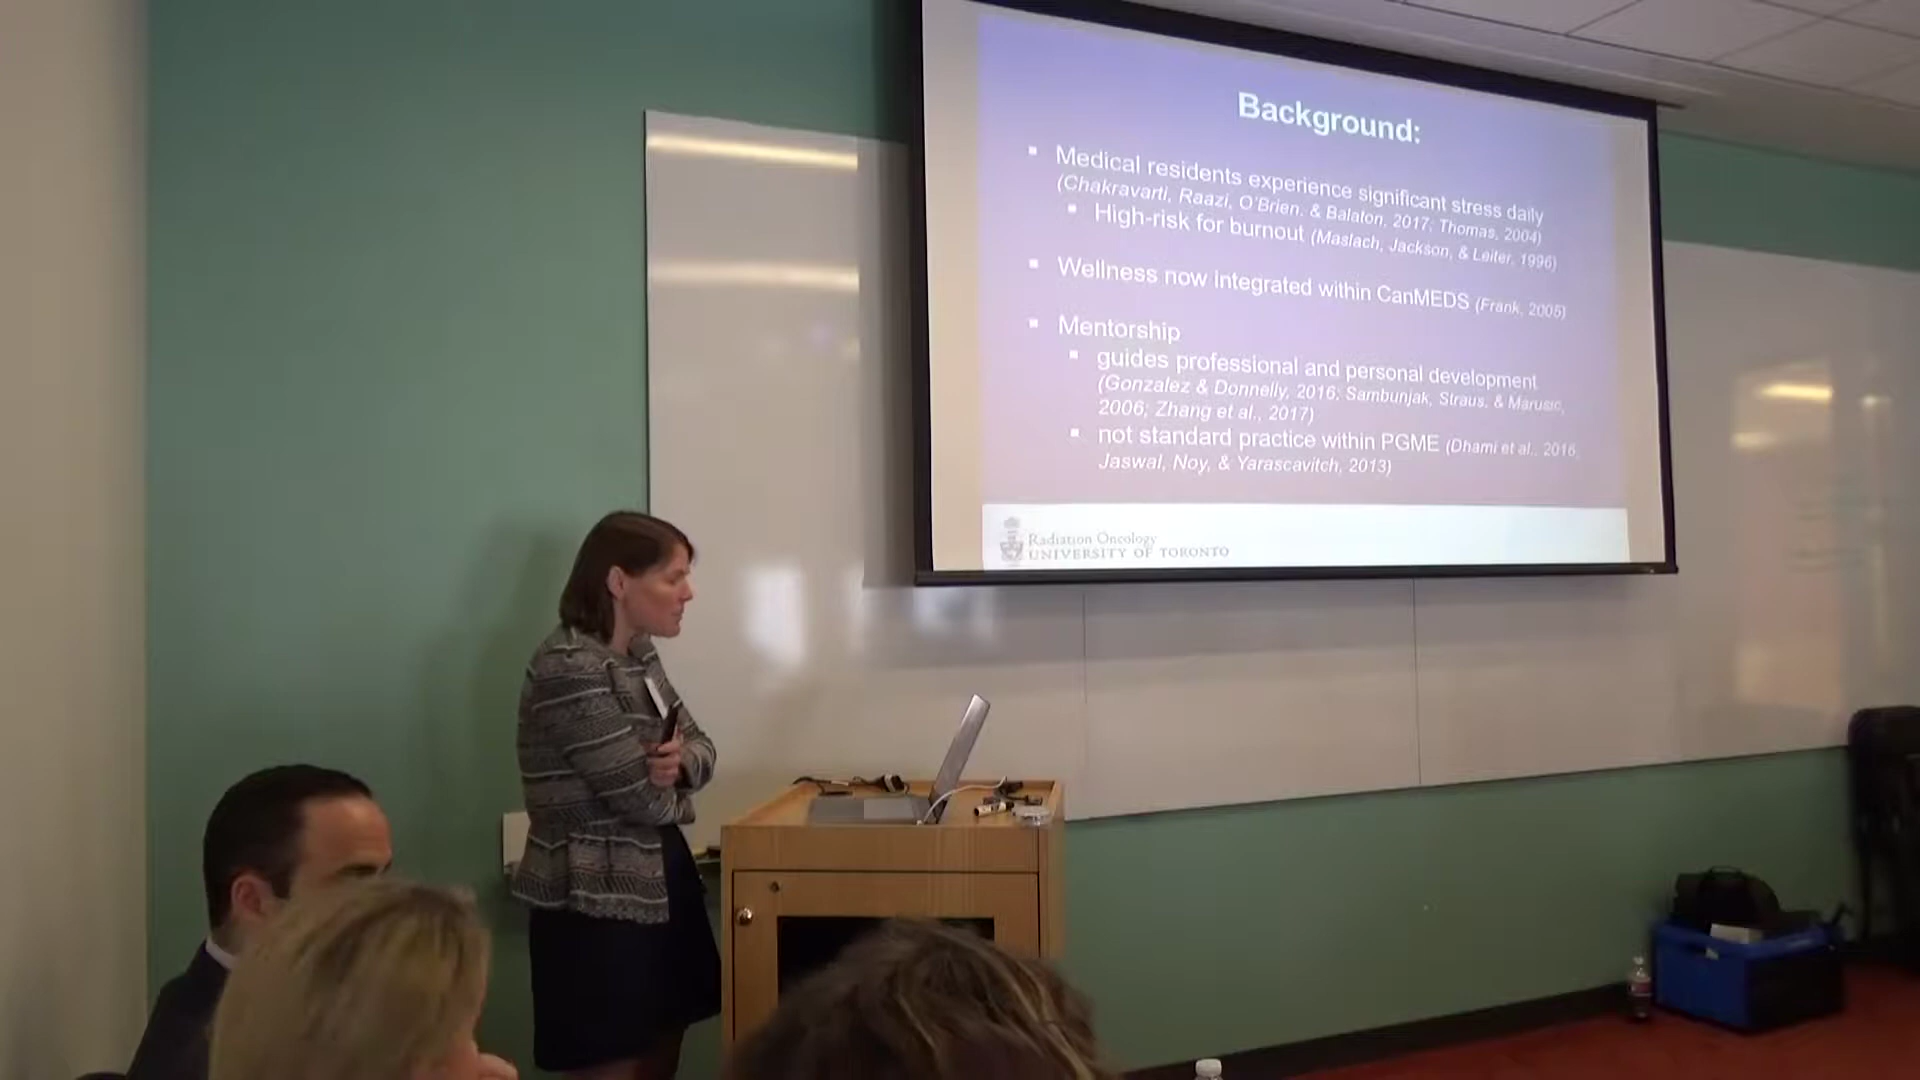 Background:
▪ Medical residents experience significant stress daily
(Chakravarti, Raazi, O'Brien, & Balaton, 2017; Thomas, 2004)
▪ High-risk for burnout (Maslach, Jackson, & Leiter, 1996)
▪ Wellness now integrated within CanMEDS (Frank, 2005)
▪ Mentorship
▪ guides professional and personal development
(Gonzalez & Donnelly, 2016; Sambunjak, Straus, & Marusic,
2006; Zhang et al., 2017)
▪ not standard practice within PGME (Dhami et al., 2016;
Jaswal, Noy, & Yarascavitch, 2013)
Radiation Oncology
UNIVERSITY OF TORONTO